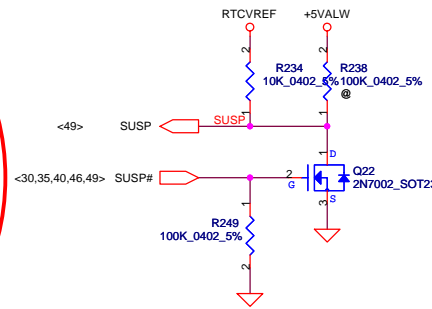 RTCVREF
+5VALW
2
2
R234
10K_0402_5%
R238
100K_0402_5%
@
1
1
<49>
SUSP
SUSP
1
D
<30,35,40,46,49>
SUSP#
2
G
Q22
2N7002_SOT23
S
3
1
R249
100K_0402_5%
2